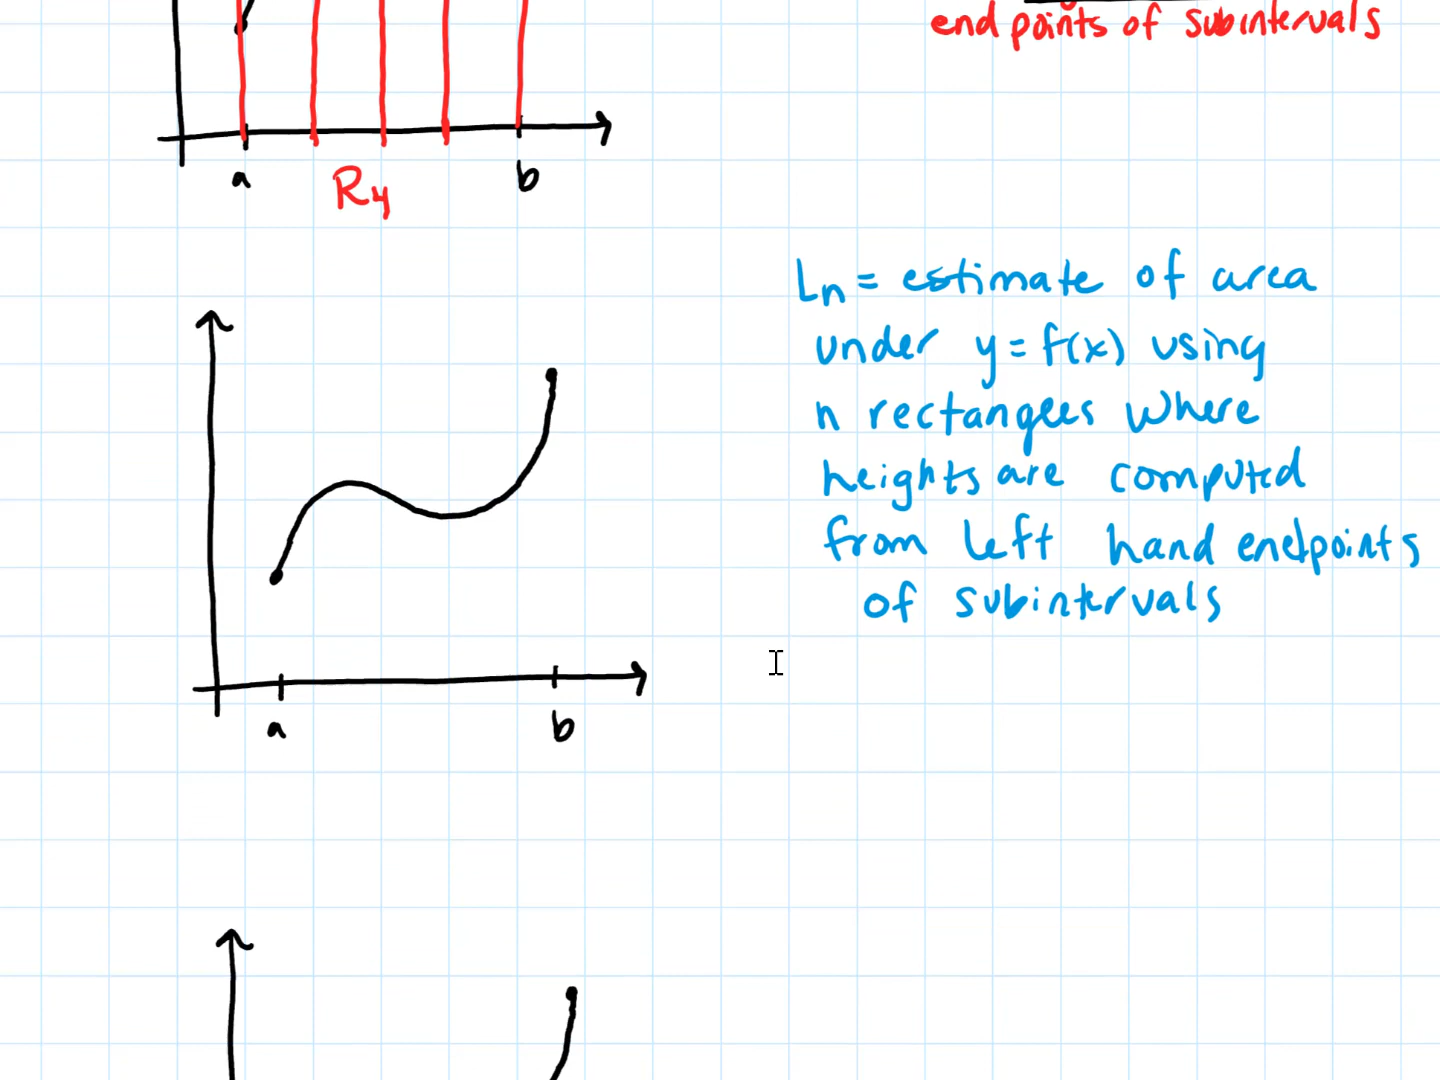 end points of subintervals
a
R4
b
Ln = estimate of area
under y = f(x) using
n rectangles where
heights are computed
from left hand endpoints
of subintervals
a
b